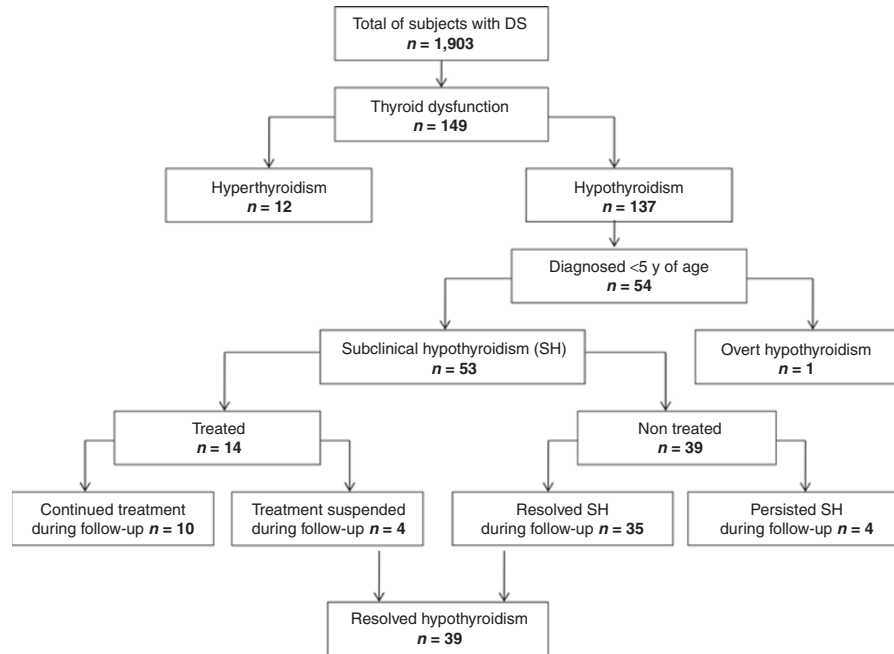 Total of subjects with DS
n = 1,903
Thyroid dysfunction
n = 149
Hyperthyroidism
n = 12
Hypothyroidism
n = 137
Diagnosed <5 y of age
n = 54
Subclinical hypothyroidism (SH)
n = 53
Overt hypothyroidism
n = 1
Treated
n = 14
Non treated
n = 39
Continued treatment
during follow-up n = 10
Treatment suspended
during follow-up n = 4
Resolved SH
during follow-up n = 35
Persisted SH
during follow-up n = 4
Resolved hypothyroidism
n = 39